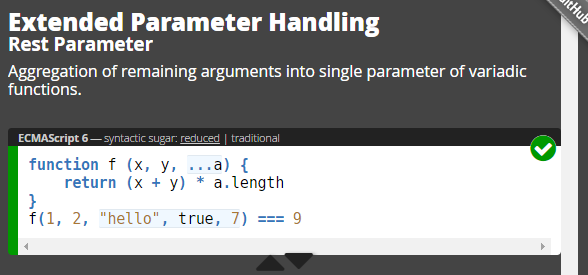 Extended Parameter Handling
Rest Parameter
Aggregation of remaining arguments into single parameter of variadic
functions.
ECMAScript 6 — syntactic sugar: reduced | traditional
function f (x, y, ...a) {
    return (x + y) * a.length
}
f(1, 2, "hello", true, 7) === 9